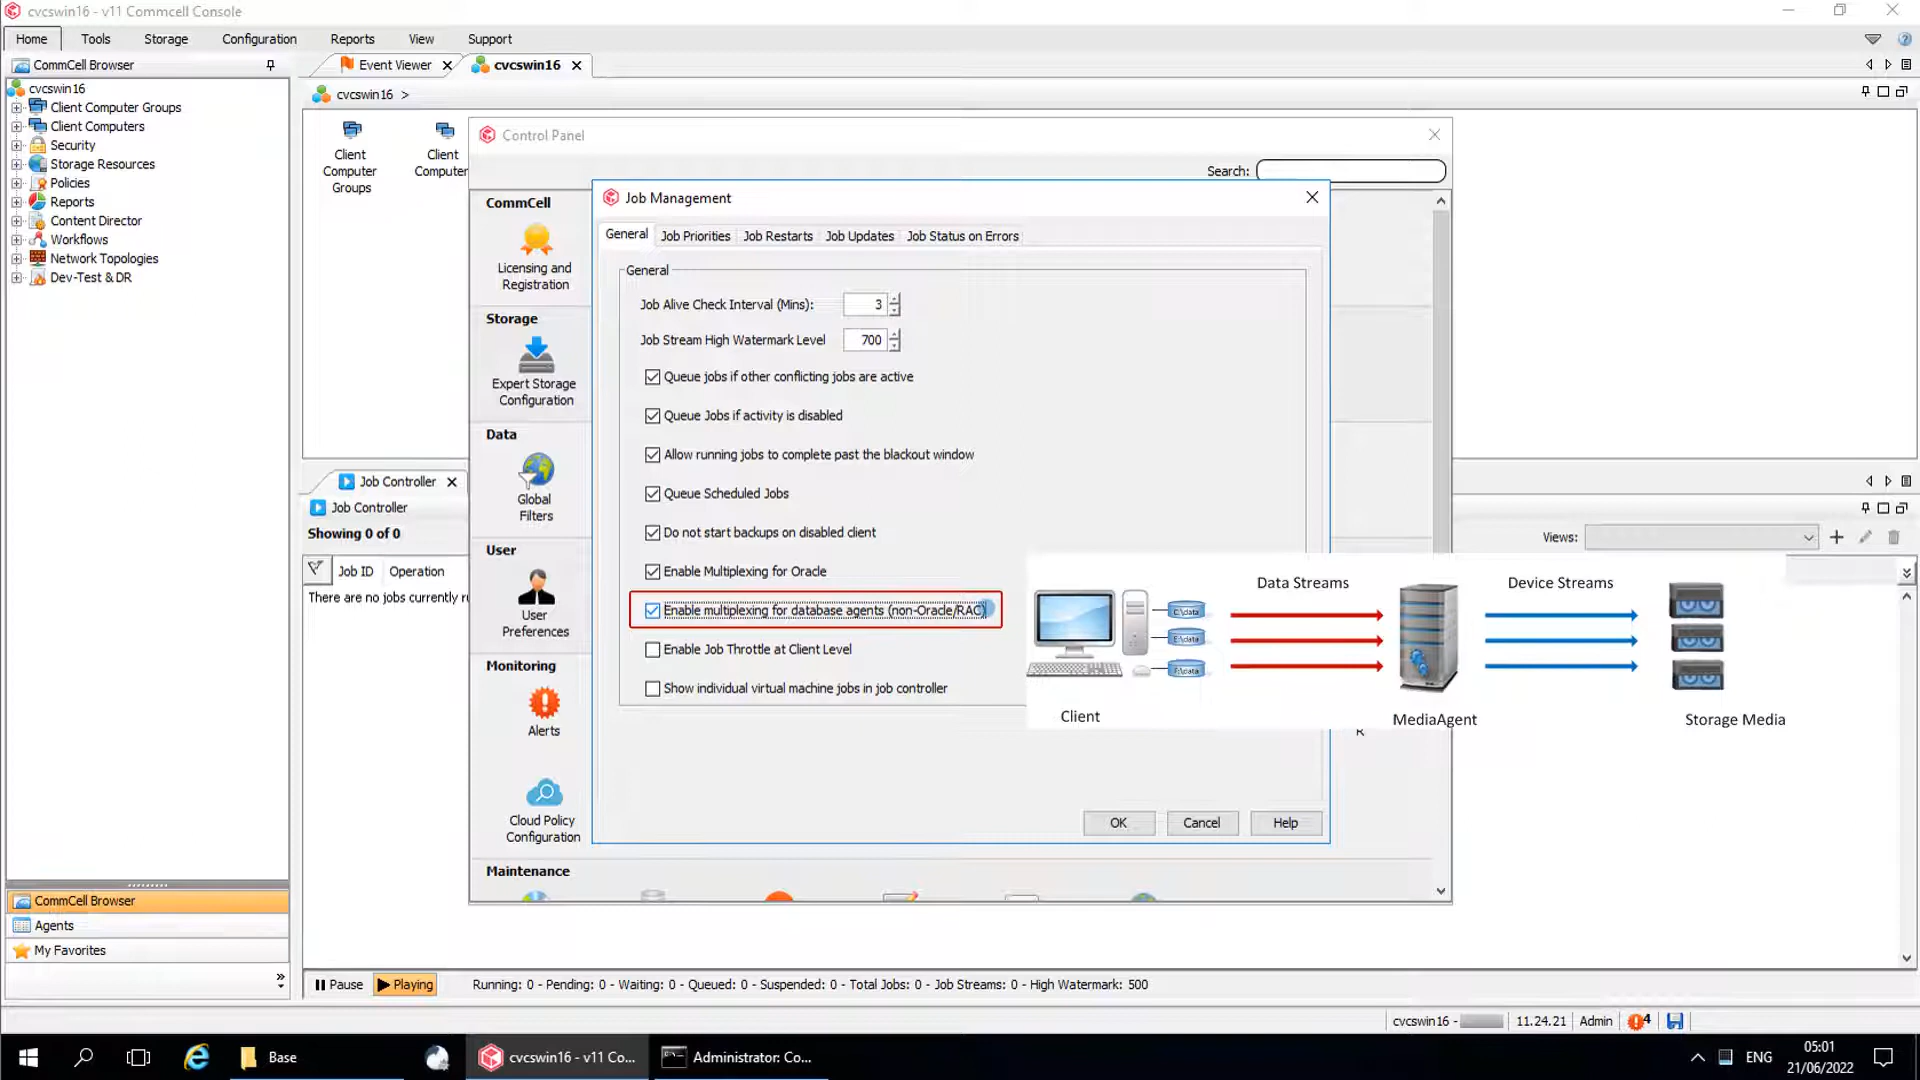 cvcswin16 - v11 Commcell Console
Home Tools Storage Configuration Reports View Support
CommCell Browser
Event Viewer
cvcswin16
cvcswin16
cvcswin16 >
Client Computer Groups
Client Computers
Security
Storage Resources
Policies
Reports
Content Director
Workflows
Network Topologies
Dev-Test & DR
Client
Computer
Groups
Client
Computer
Control Panel
Search:
CommCell
Licensing and
Registration
Storage
Expert Storage
Configuration
Data
Global
Filters
User
User
Preferences
Monitoring
Alerts
Cloud Policy
Configuration
Maintenance
Job Management
General Job Priorities Job Restarts Job Updates Job Status on Errors
General
Job Alive Check Interval (Mins): 3
Job Stream High Watermark Level 700
Queue jobs if other conflicting jobs are active
Queue Jobs if activity is disabled
Allow running jobs to complete past the blackout window
Queue Scheduled Jobs
Do not start backups on disabled client
Enable Multiplexing for Oracle
Enable multiplexing for database agents (non-Oracle/RAC)
Enable Job Throttle at Client Level
Show individual virtual machine jobs in job controller
OK Cancel Help
Data Streams
Device Streams
C:\data
E:\data
F:\data
Client
MediaAgent
Storage Media
Job Controller
Job Controller
Showing 0 of 0
Views:
Job ID Operation
There are no jobs currently ru
CommCell Browser
Agents
My Favorites
Pause Playing Running: 0 - Pending: 0 - Waiting: 0 - Queued: 0 - Suspended: 0 - Total Jobs: 0 - Job Streams: 0 - High Watermark: 500
cvcswin16 - 11.24.21 Admin 4
Base
cvcswin16 - v11 Co...
Administrator: Co...
ENG
05:01
21/06/2022